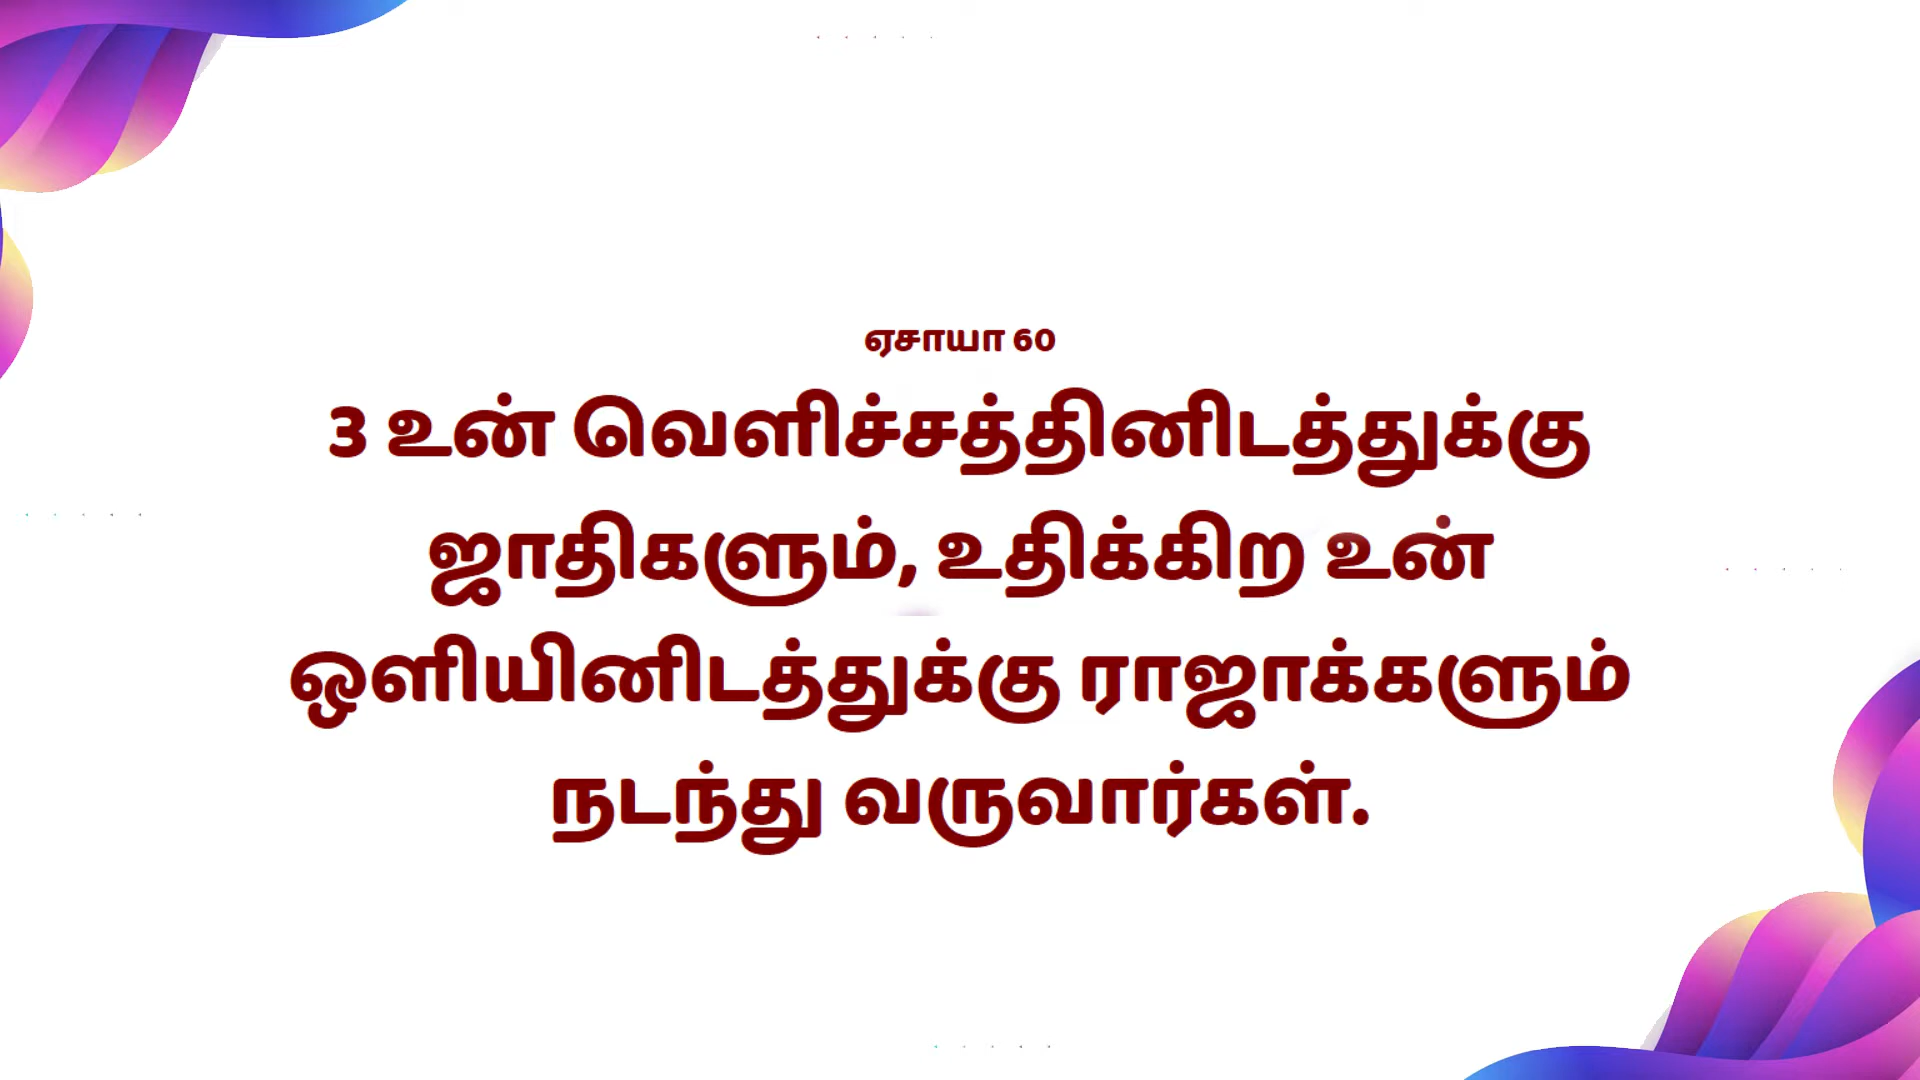 ஏசாயா 60
3 உன் வெளிச்சத்தினிடத்துக்கு
ஜாதிகளும், உதிக்கிற உன்
ஒளியினிடத்துக்கு ராஜாக்களும்
நடந்து வருவார்கள்.